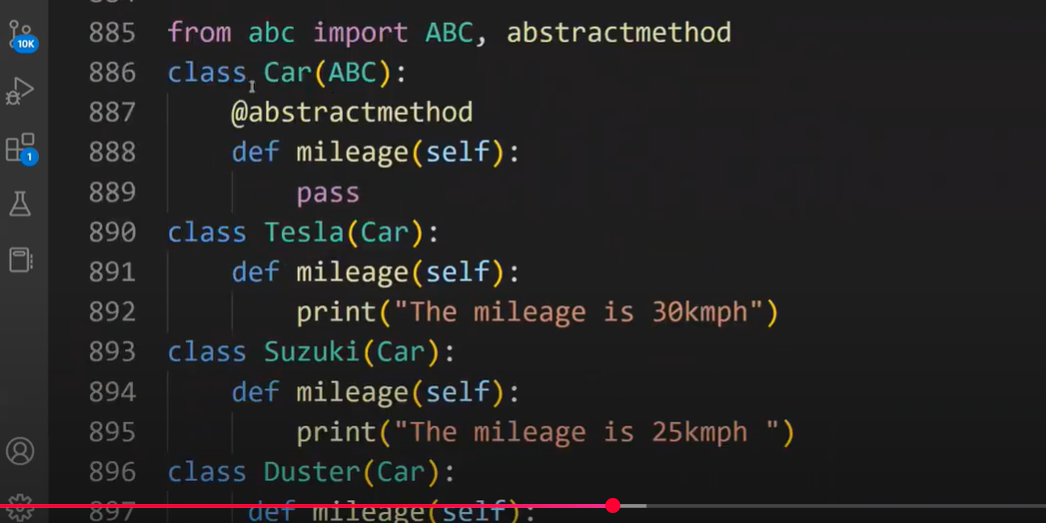 885 from abc import ABC, abstractmethod
10K
886 class Car(ABC):
887     @abstractmethod
888     def mileage(self):
1
889         pass
890 class Tesla(Car):
891     def mileage(self):
892         print("The mileage is 30kmph")
893 class Suzuki(Car):
894     def mileage(self):
895         print("The mileage is 25kmph ")
896 class Duster(Car):
897     def mileage(self):